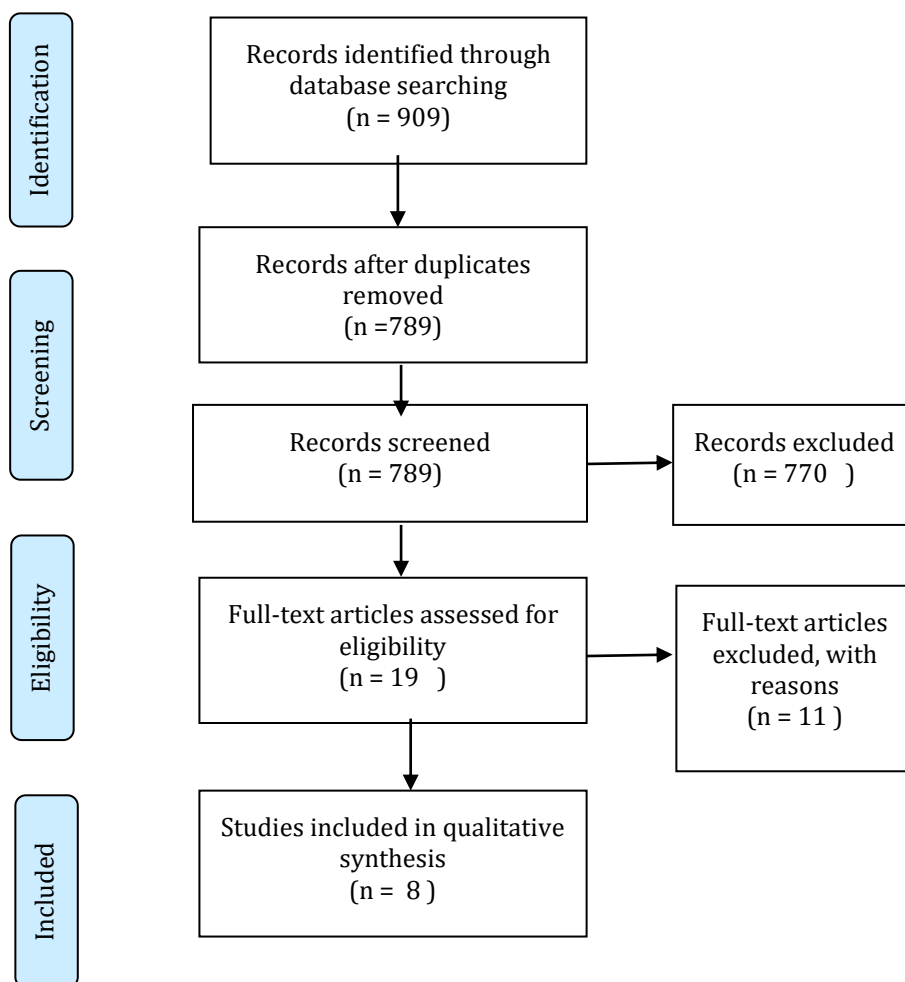 Identification
Records identified through
database searching
(n = 909)
Records after duplicates
removed
(n =789)
Screening
Records screened
(n = 789)
Records excluded
(n = 770 )
Eligibility
Full-text articles assessed for
eligibility
(n = 19 )
Full-text articles
excluded, with
reasons
(n = 11 )
Included
Studies included in qualitative
synthesis
(n = 8 )